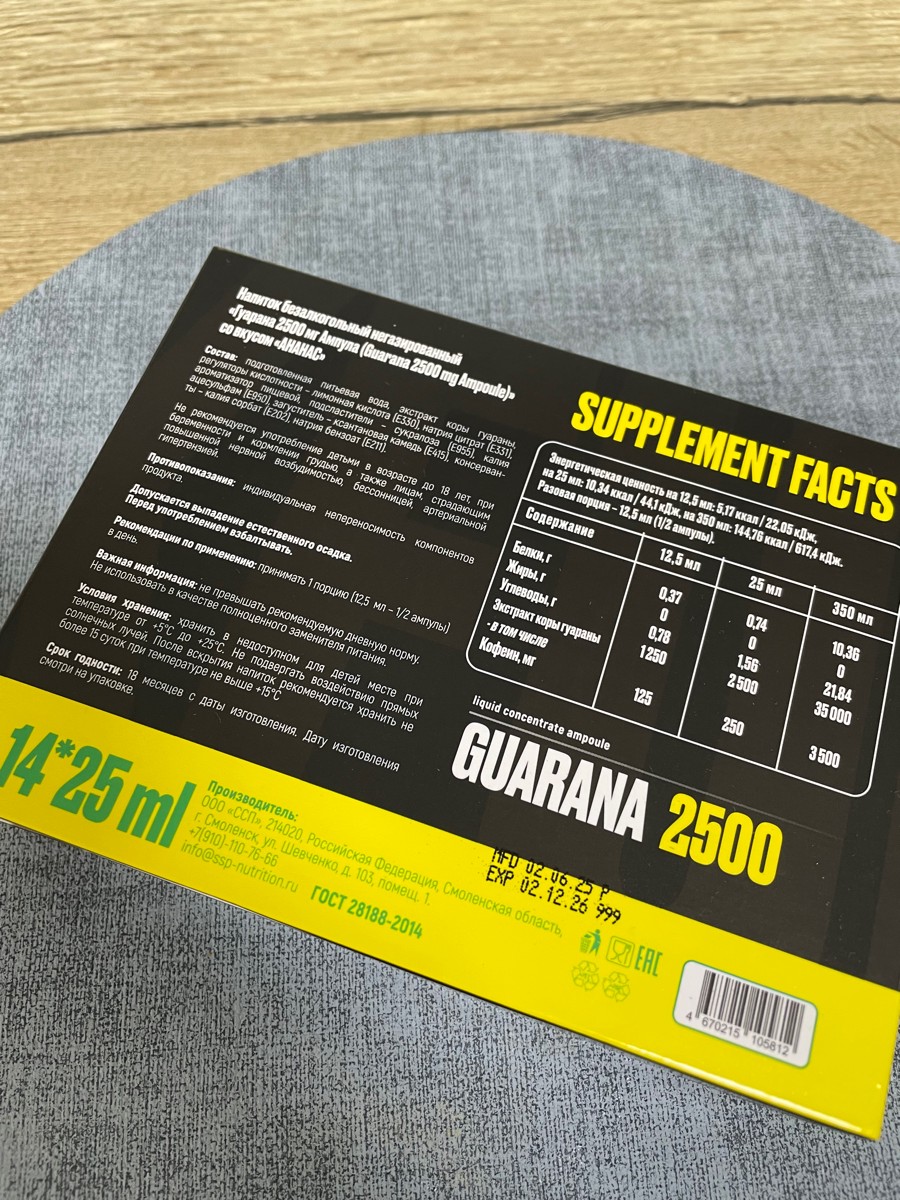 Напиток безалкогольный негазированный
«Гуарана 2500 мг Ампула (Guarana 2500 mg Ampoule)»
со вкусом «АНАНАС»
Состав: подготовленная питьевая вода, экстракт коры гуараны,
регуляторы кислотности – лимонная кислота (Е330), натрия цитрат (Е331),
ароматизатор пищевой, подсластители – сукралоза (Е955), калия
ацесульфам (Е950), загуститель – ксантановая камедь (Е415), консерван-
ты – калия сорбат (Е202), натрия бензоат (Е211).
Не рекомендуется употребление детьми в возрасте до 18 лет, при
беременности и кормлении грудью, а также лицам, страдающим
повышенной нервной возбудимостью, бессонницей, артериальной
гипертензией.
Противопоказания: индивидуальная непереносимость компонентов
продукта.
Допускается выпадение естественного осадка.
Перед употреблением взбалтывать.
Рекомендации по применению: принимать 1 порцию (12,5 мл - 1/2 ампулы)
в день.
Важная информация: не превышать рекомендуемую дневную норму.
Не использовать в качестве полноценного заменителя питания.
Условия хранения: хранить в недоступном для детей месте при
температуре от +5°С до +25°С. Не подвергать воздействию прямых
солнечных лучей. После вскрытия напиток рекомендуется хранить не
более 15 суток при температуре не выше +15°С
Срок годности: 18 месяцев с даты изготовления. Дату изготовления
смотри на упаковке.
SUPPLEMENT FACTS
Энергетическая ценность на 12,5 мл: 5,17 ккал / 22,05 кДж,
на 25 мл: 10,34 ккал / 44,1 кДж, на 350 мл: 144,76 ккал / 617,4 кДж.
Разовая порция - 12,5 мл (1/2 ампулы).
Содержание 12,5 мл 25 мл 350 мл
Белки, г 0,37 0,74 10,36
Жиры, г 0 0 0
Углеводы, г 0,78 1,56 21,84
Экстракт коры гуараны 1 250 2 500 35 000
- в том числе
Кофеин, мг 125 250 3 500
liquid concentrate ampoule
GUARANA 2500
14*25 ml
Производитель:
ООО «ССП», 214020, Российская Федерация, Смоленская область,
г. Смоленск, ул. Шевченко, д. 103, помещ. 1.
+7(910)-110-76-66
info@ssp-nutrition.ru
ГОСТ 28188-2014
MFD 02.06.25 P
EXP 02.12.26 999
EAC
4 670215 105812